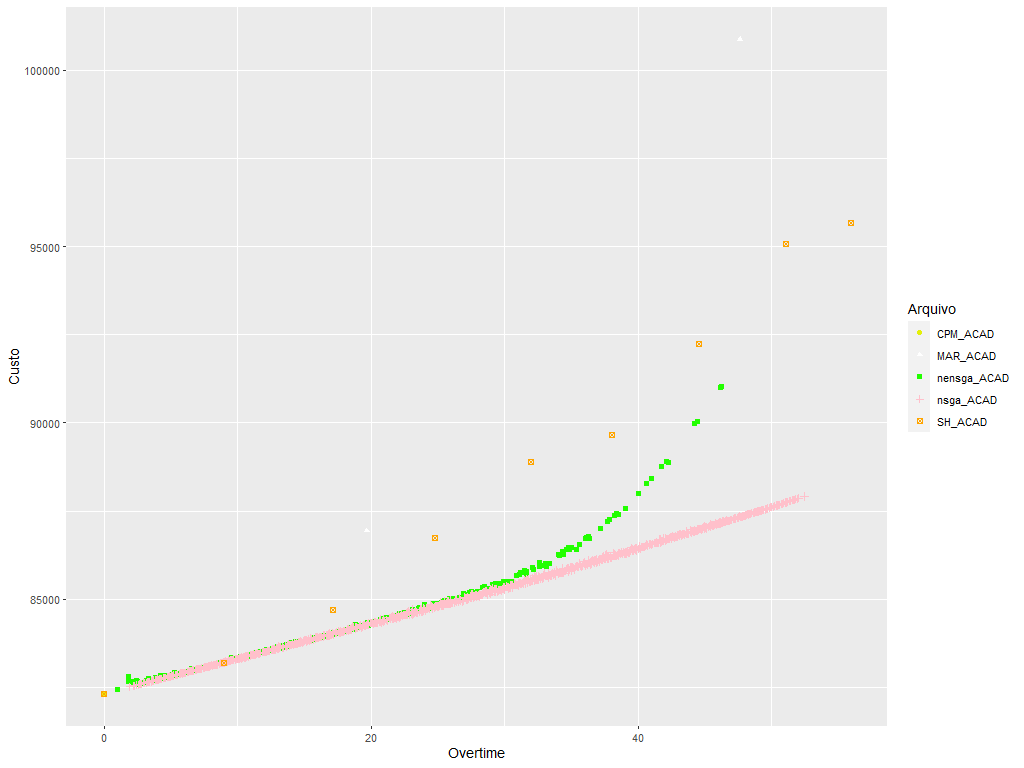 100000
95000
90000
85000
Custo
0
20
40
Overtime
Arquivo
CPM_ACAD
MAR_ACAD
nensga_ACAD
nsga_ACAD
SH_ACAD